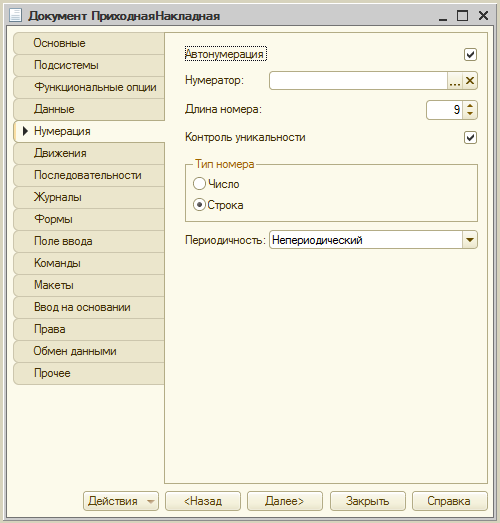 Документ ПриходнаяНакладная
Основные
Подсистемы
Функциональные опции
Данные
Нумерация
Движения
Последовательности
Журналы
Формы
Поле ввода
Команды
Макеты
Ввод на основании
Права
Обмен данными
Прочее
Автонумерация
Нумератор:
...
Длина номера: 9
Контроль уникальности
Тип номера
Число
Строка
Периодичность: Непериодический
Действия <Назад Далее> Закрыть Справка